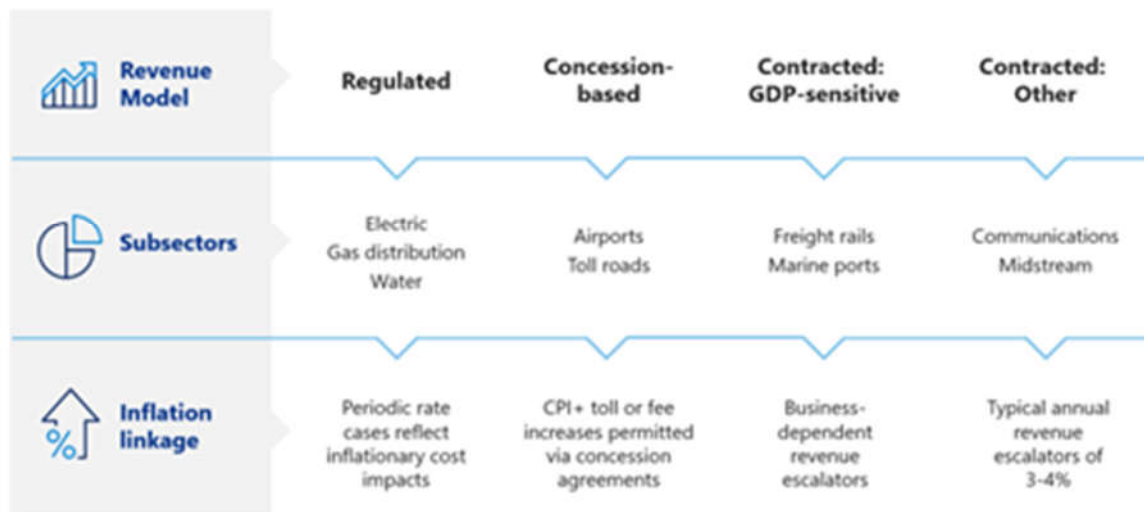 Revenue
Model
Regulated
Concession-
based
Contracted:
GDP-sensitive
Contracted:
Other
Subsectors
Electric
Gas distribution
Water
Airports
Toll roads
Freight rails
Marine ports
Communications
Midstream
%
Inflation
linkage
Periodic rate
cases reflect
inflationary cost
impacts
CPI+ toll or fee
increases permitted
via concession
agreements
Business-
dependent
revenue
escalators
Typical annual
revenue
escalators of
3-4%